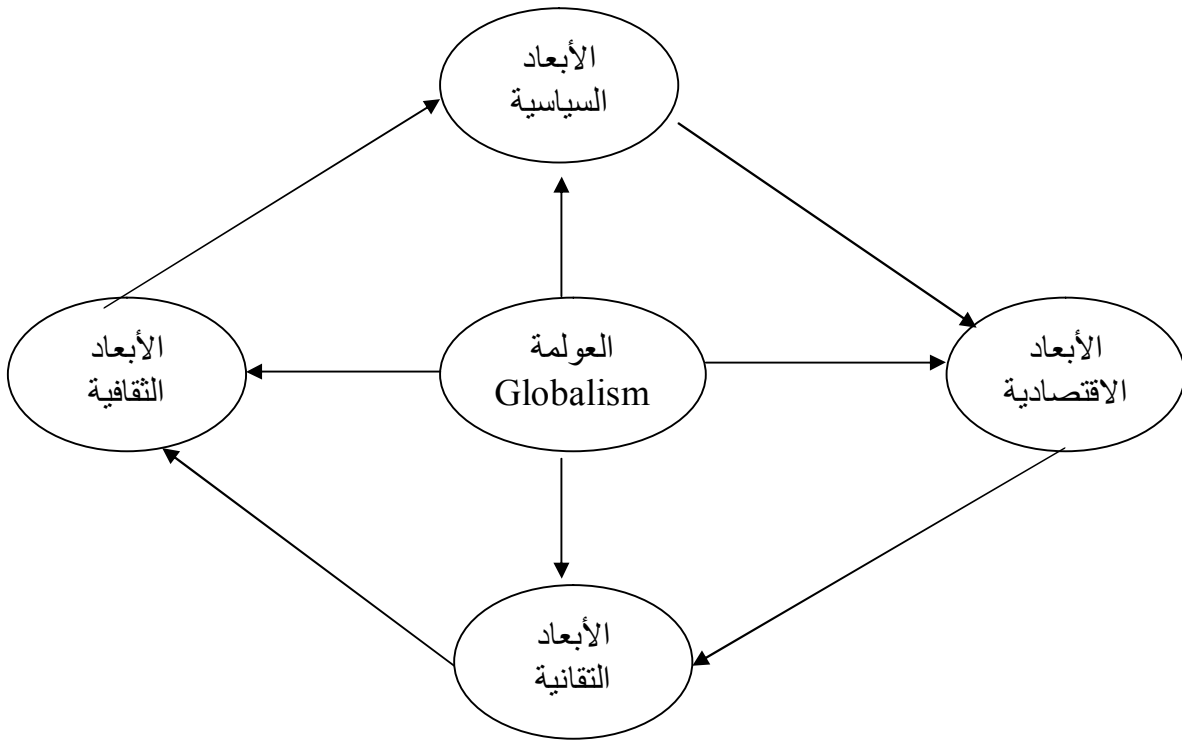 الأبعاد
السياسية
الأبعاد
الاقتصادية
العولمة
Globalism
الأبعاد
الثقافية
الأبعاد
التقانية